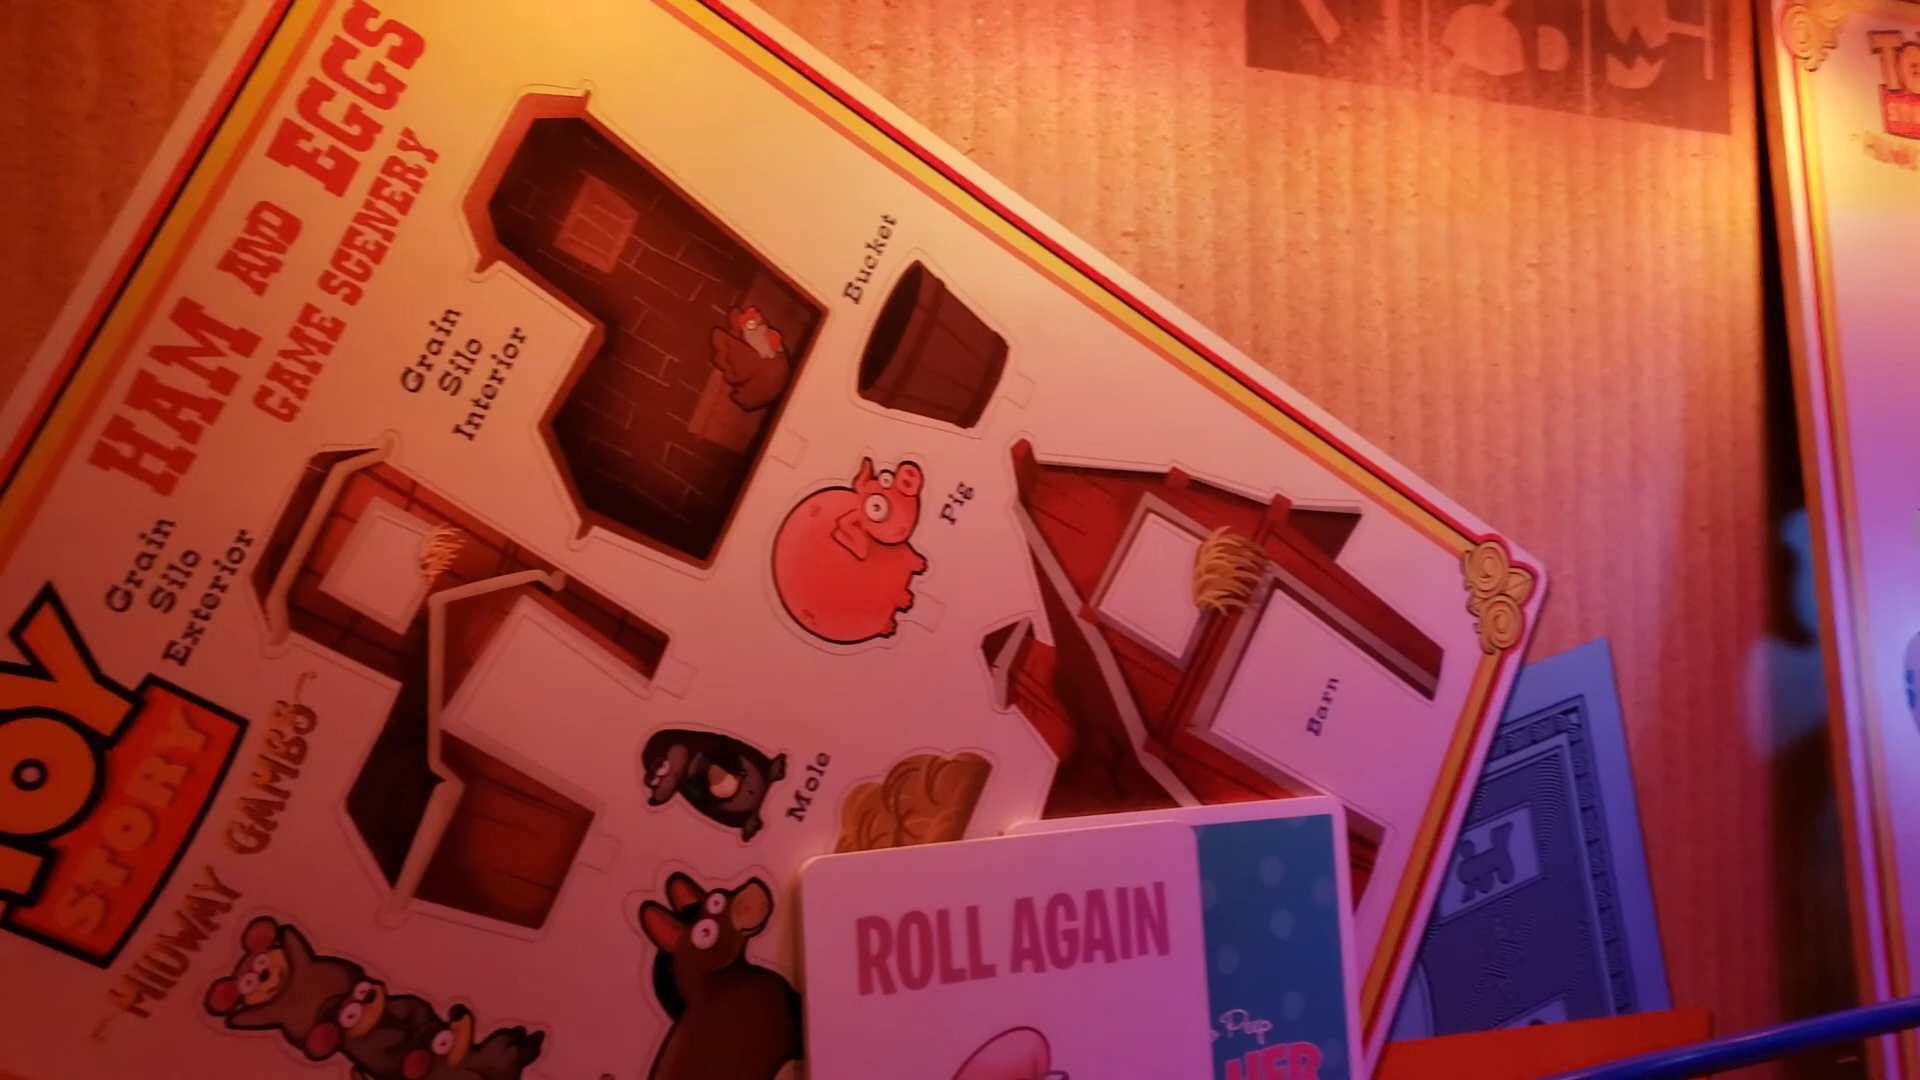 HAM AND EGGS
GAME SCENERY
Grain
Silo
Interior
Bucket
Pig
Grain
Silo
Exterior
Barn
Mole
TOY
STORY
MIDWAY GAMES
ROLL AGAIN
Peep